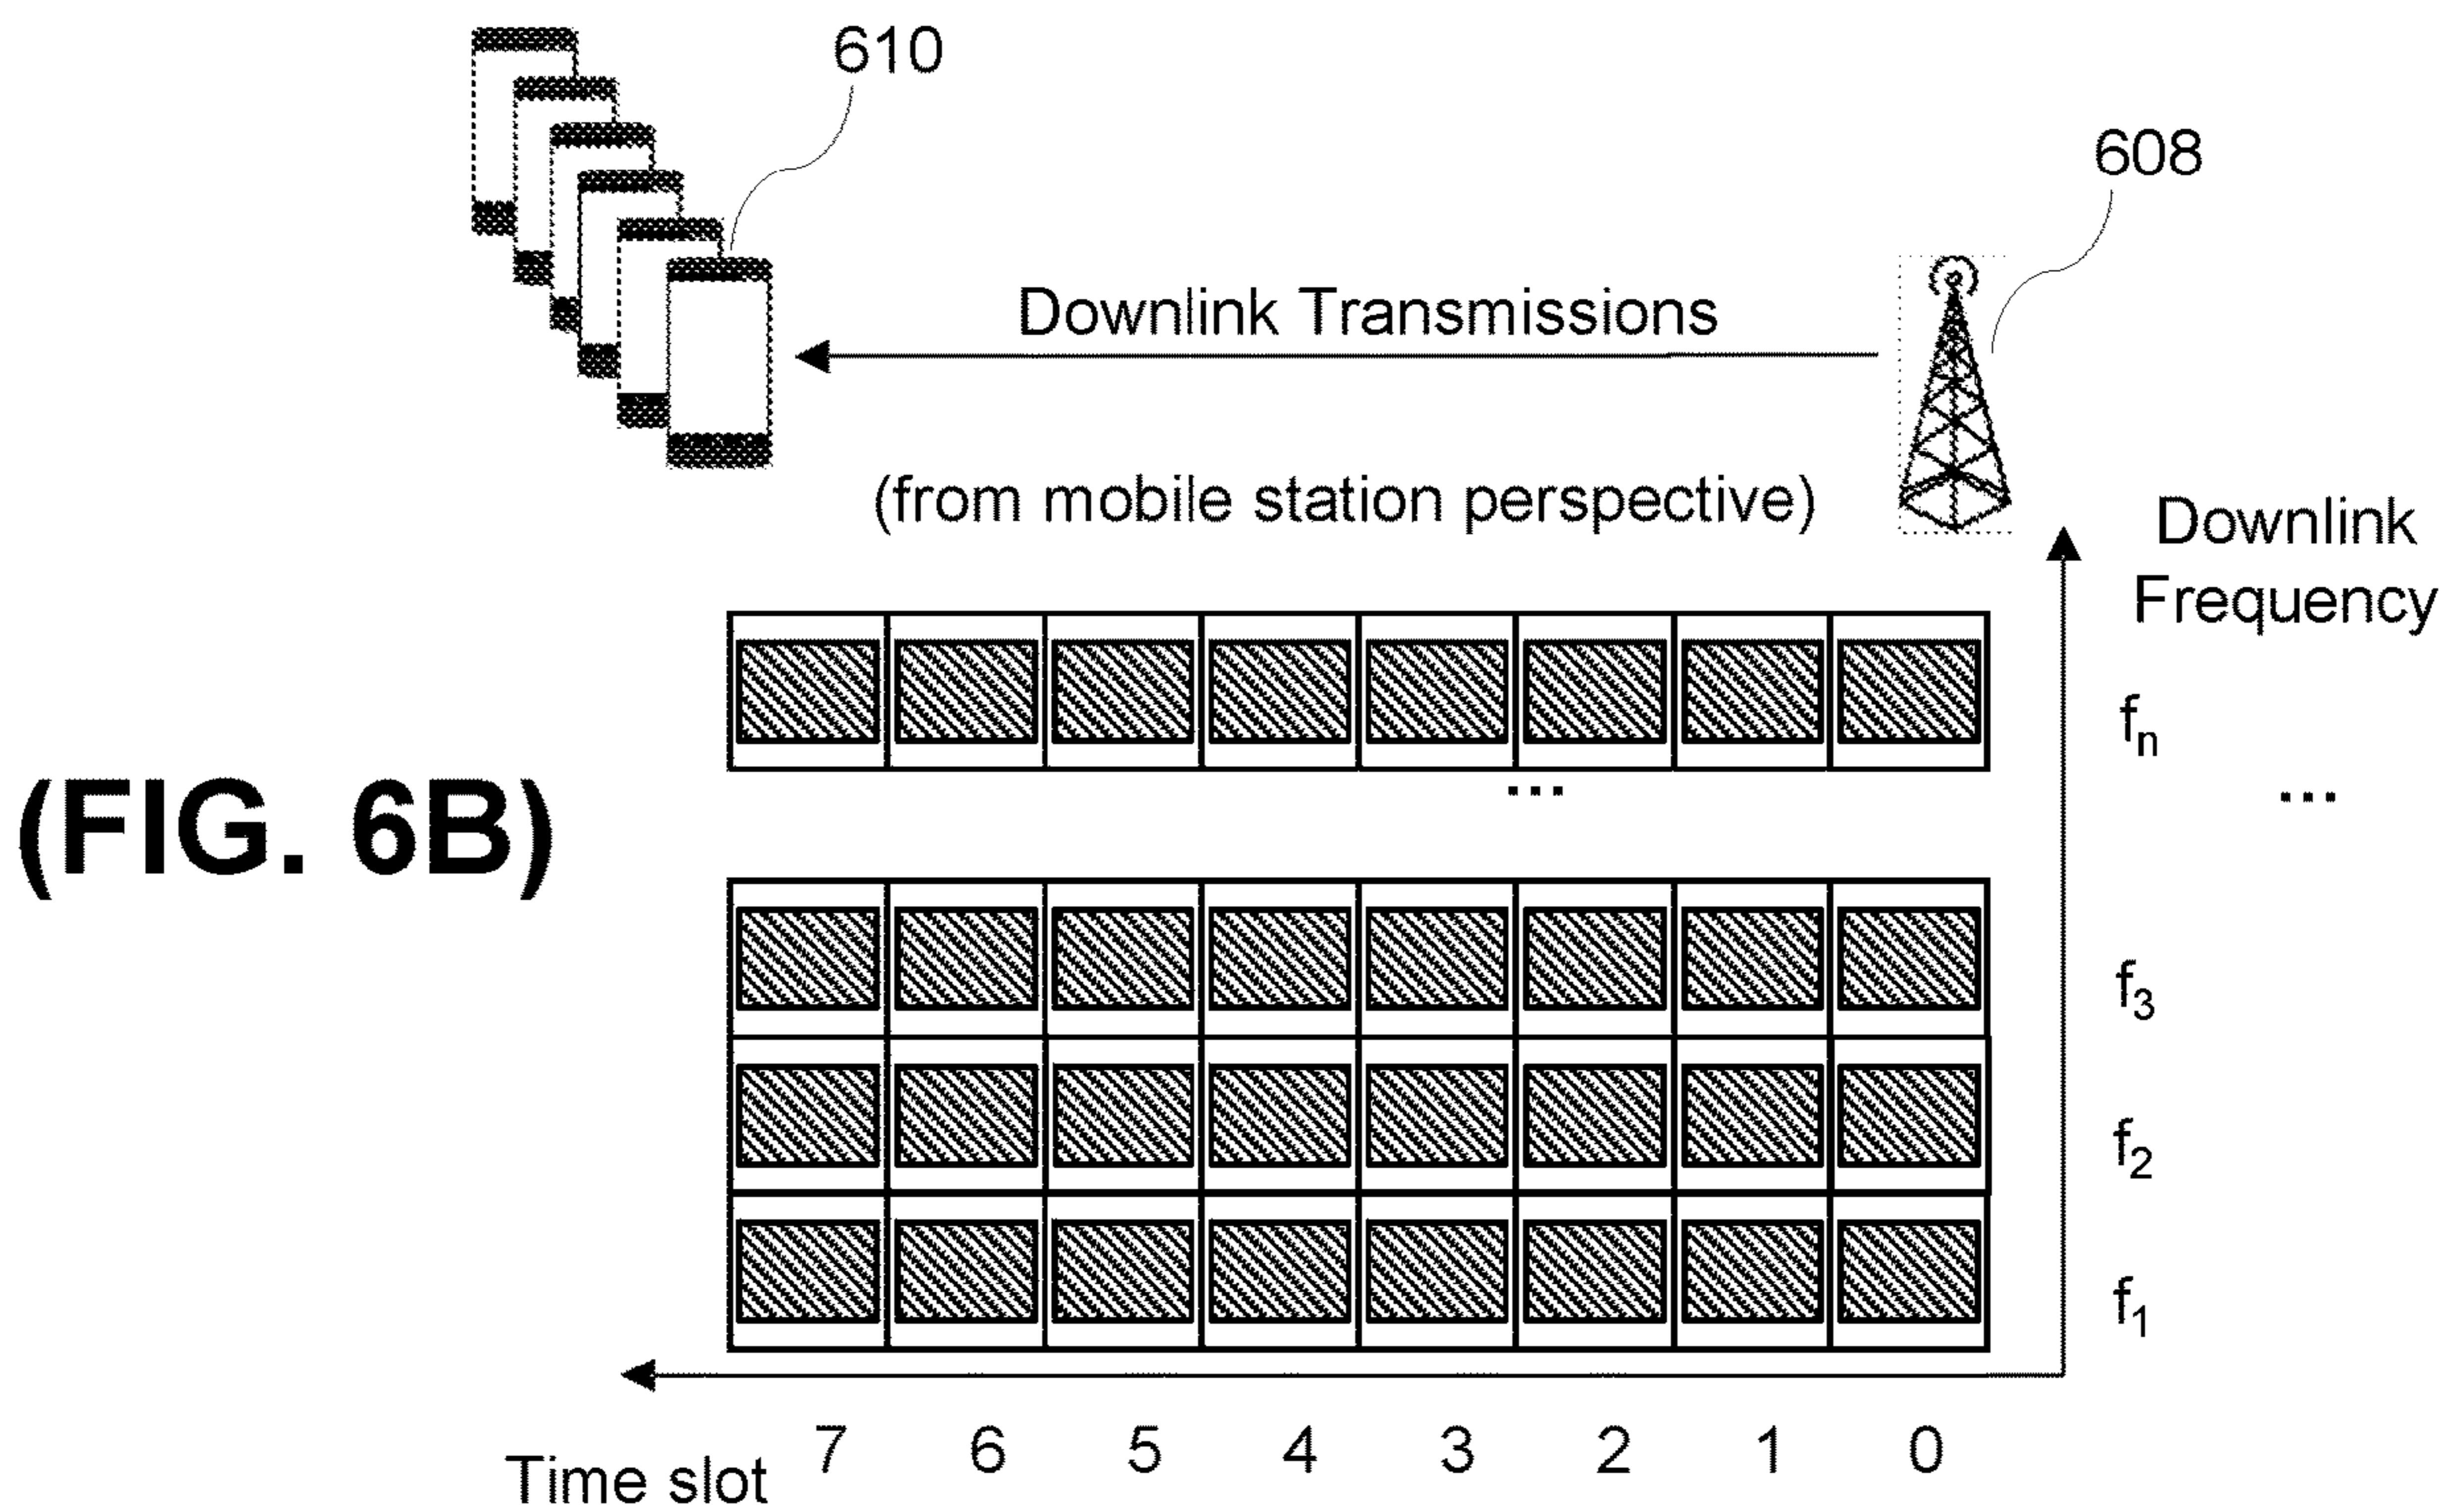 610
608
Downlink Transmissions
(from mobile station perspective)
Downlink
Frequency
fn
...
...
(FIG. 6B)
f3
f2
f1
7 6 5 4 3 2 1 0
Time slot